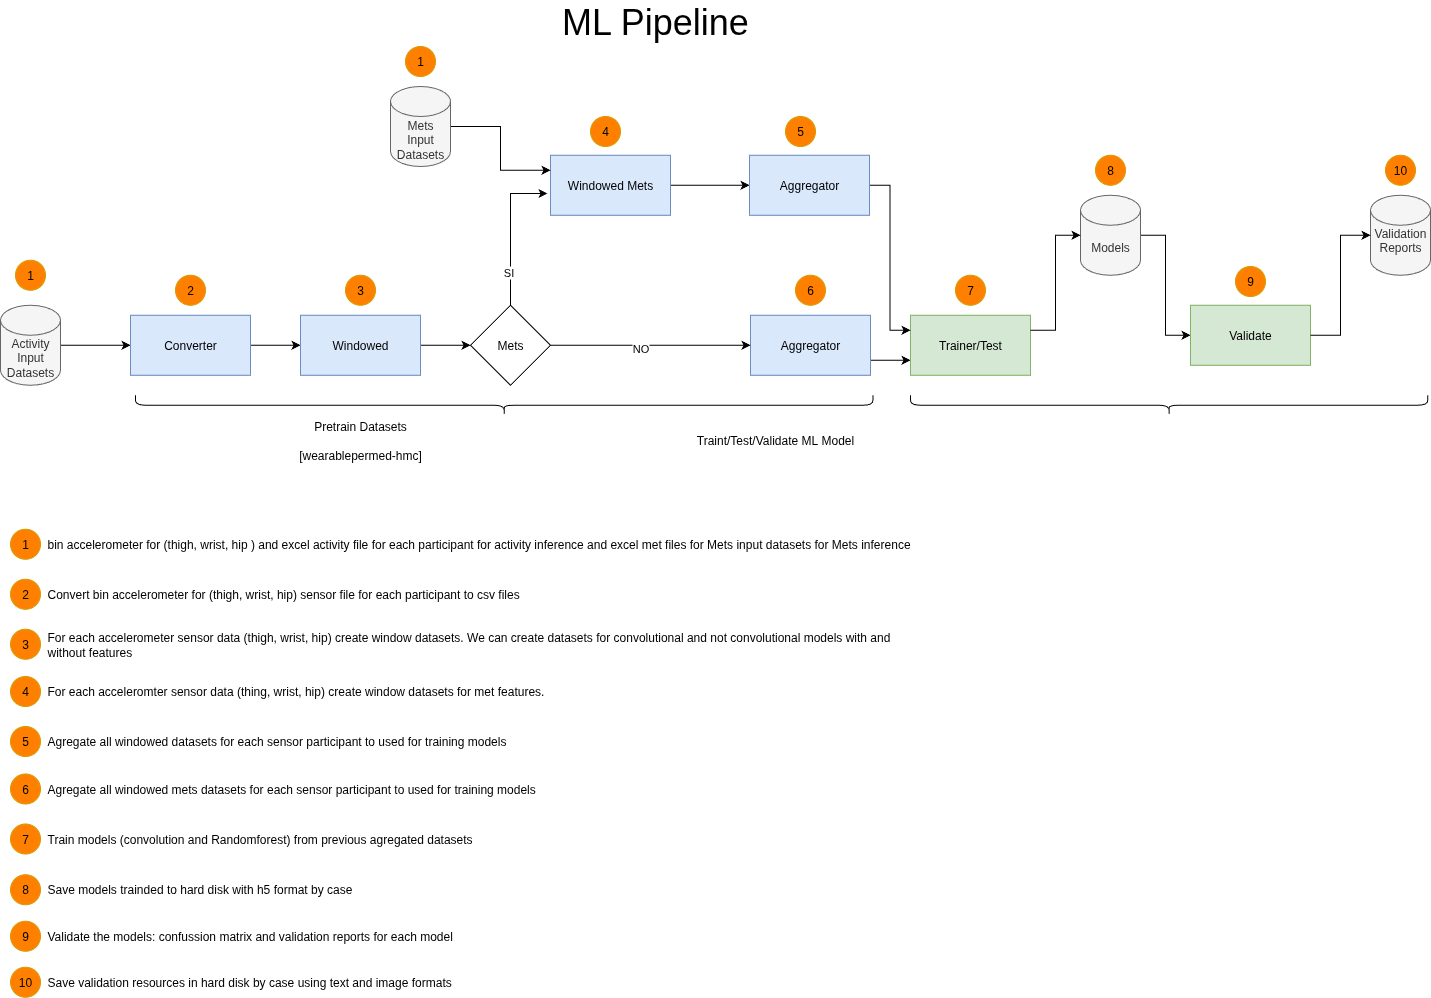 ML Pipeline
1
Mets
Input
Datasets
4
5
Windowed Mets
Aggregator
8
10
Models
Validation
Reports
SI
1
2
3
6
7
9
Activity
Input
Datasets
Converter
Windowed
Mets
NO
Aggregator
Trainer/Test
Validate
Pretrain Datasets
[wearablepermed-hmc]
Traint/Test/Validate ML Model
1 bin accelerometer for (thigh, wrist, hip ) and excel activity file for each participant for activity inference and excel met files for Mets input datasets for Mets inference
2 Convert bin accelerometer for (thigh, wrist, hip) sensor file for each participant to csv files
3 For each accelerometer sensor data (thigh, wrist, hip) create window datasets. We can create datasets for convolutional and not convolutional models with and
without features
4 For each acceleromter sensor data (thing, wrist, hip) create window datasets for met features.
5 Agregate all windowed datasets for each sensor participant to used for training models
6 Agregate all windowed mets datasets for each sensor participant to used for training models
7 Train models (convolution and Randomforest) from previous agregated datasets
8 Save models trainded to hard disk with h5 format by case
9 Validate the models: confussion matrix and validation reports for each model
10 Save validation resources in hard disk by case using text and image formats